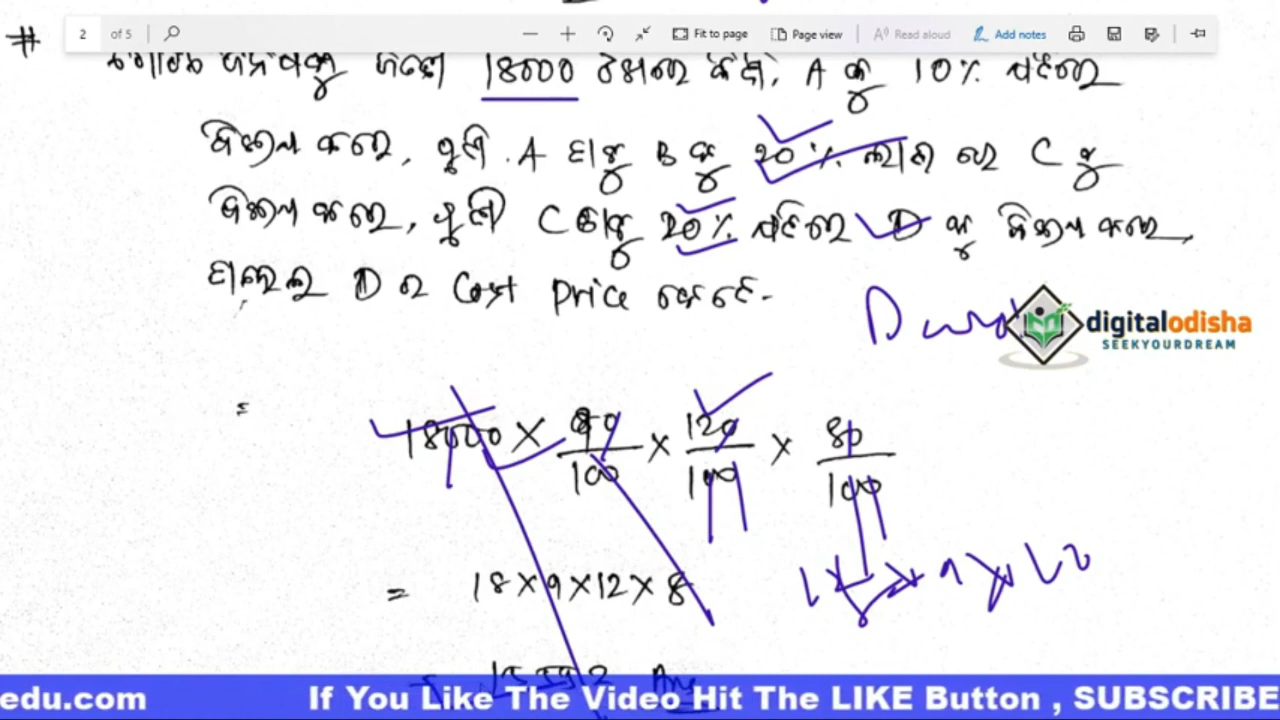 2 of 5 Fit to page Page view Read aloud Add notes
#
18000 ଟଙ୍କାରେ କିଣି, A କୁ 10% କ୍ଷତିରେ
ବିକ୍ରୟ କଲେ, ପୁଣି A ଠାରୁ B କୁ 20% ଲାଭ ରେ C କୁ
ବିକ୍ରୟ କଲେ, ପୁଣି C ଠାରୁ 20% କ୍ଷତିରେ D କୁ ବିକ୍ରୟ କଲେ,
D ର Cost Price କେତେ-
D
digitalodisha
SEEKYOURDREAM
=
18000 × 90/100 × 120/100 × 80/100
= 18×9×12×8
= 15552 Ans
edu.com If You Like The Video Hit The LIKE Button , SUBSCRIBE